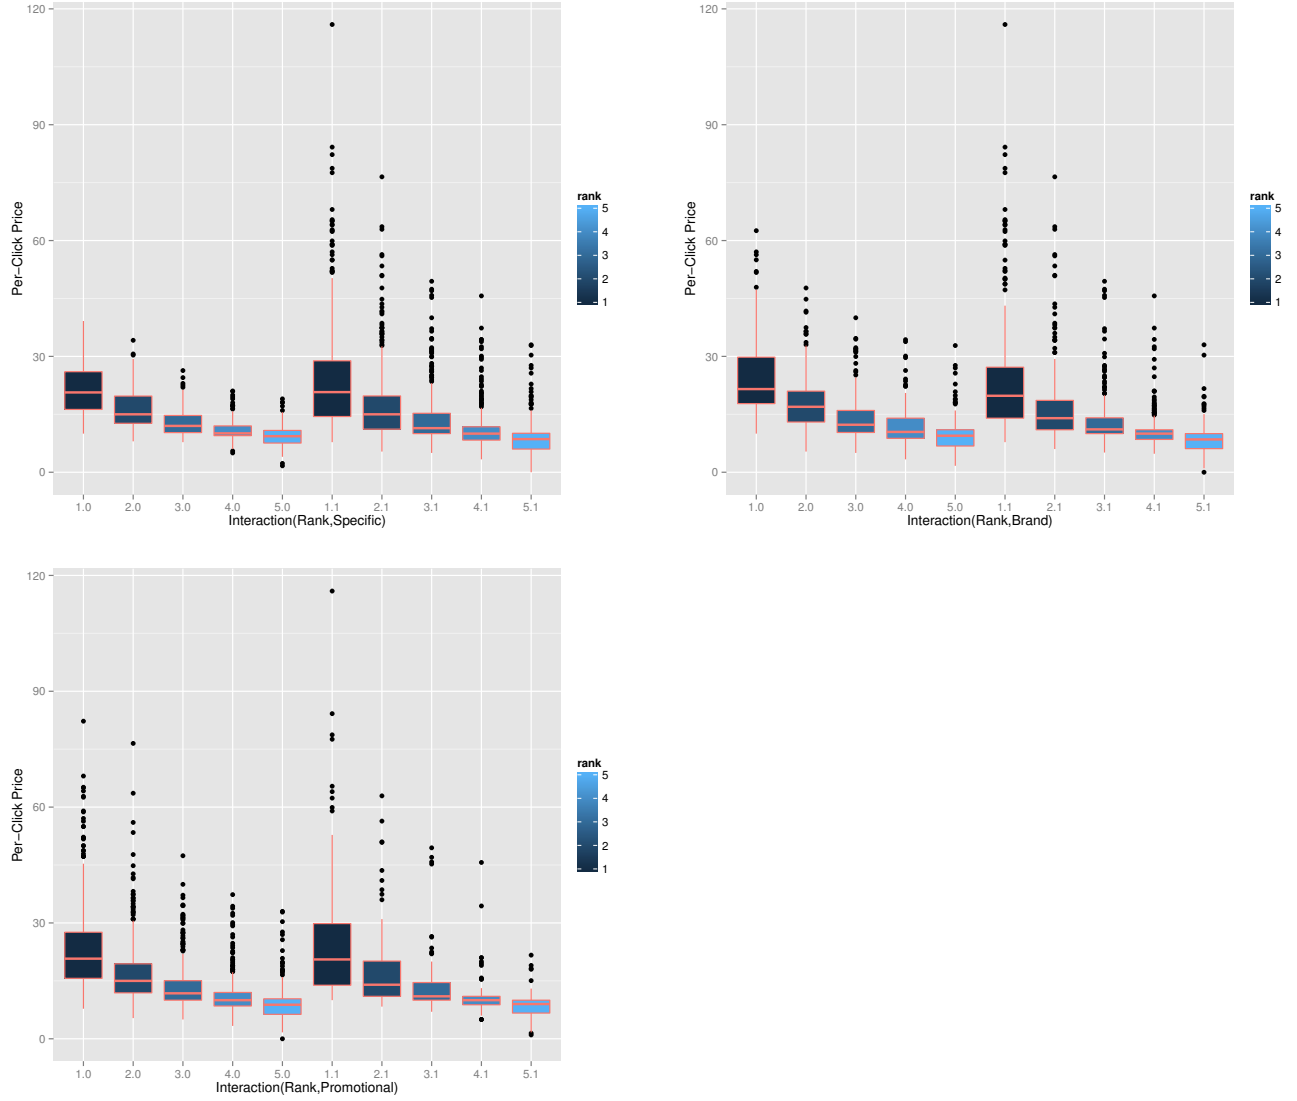 120
90
60
30
0
Per−Click Price
1.0 2.0 3.0 4.0 5.0 1.1 2.1 3.1 4.1 5.1
Interaction(Rank,Specific)
rank
5
4
3
2
1
120
90
60
30
0
Per−Click Price
1.0 2.0 3.0 4.0 5.0 1.1 2.1 3.1 4.1 5.1
Interaction(Rank,Brand)
rank
5
4
3
2
1
120
90
60
30
0
Per−Click Price
1.0 2.0 3.0 4.0 5.0 1.1 2.1 3.1 4.1 5.1
Interaction(Rank,Promotional)
rank
5
4
3
2
1